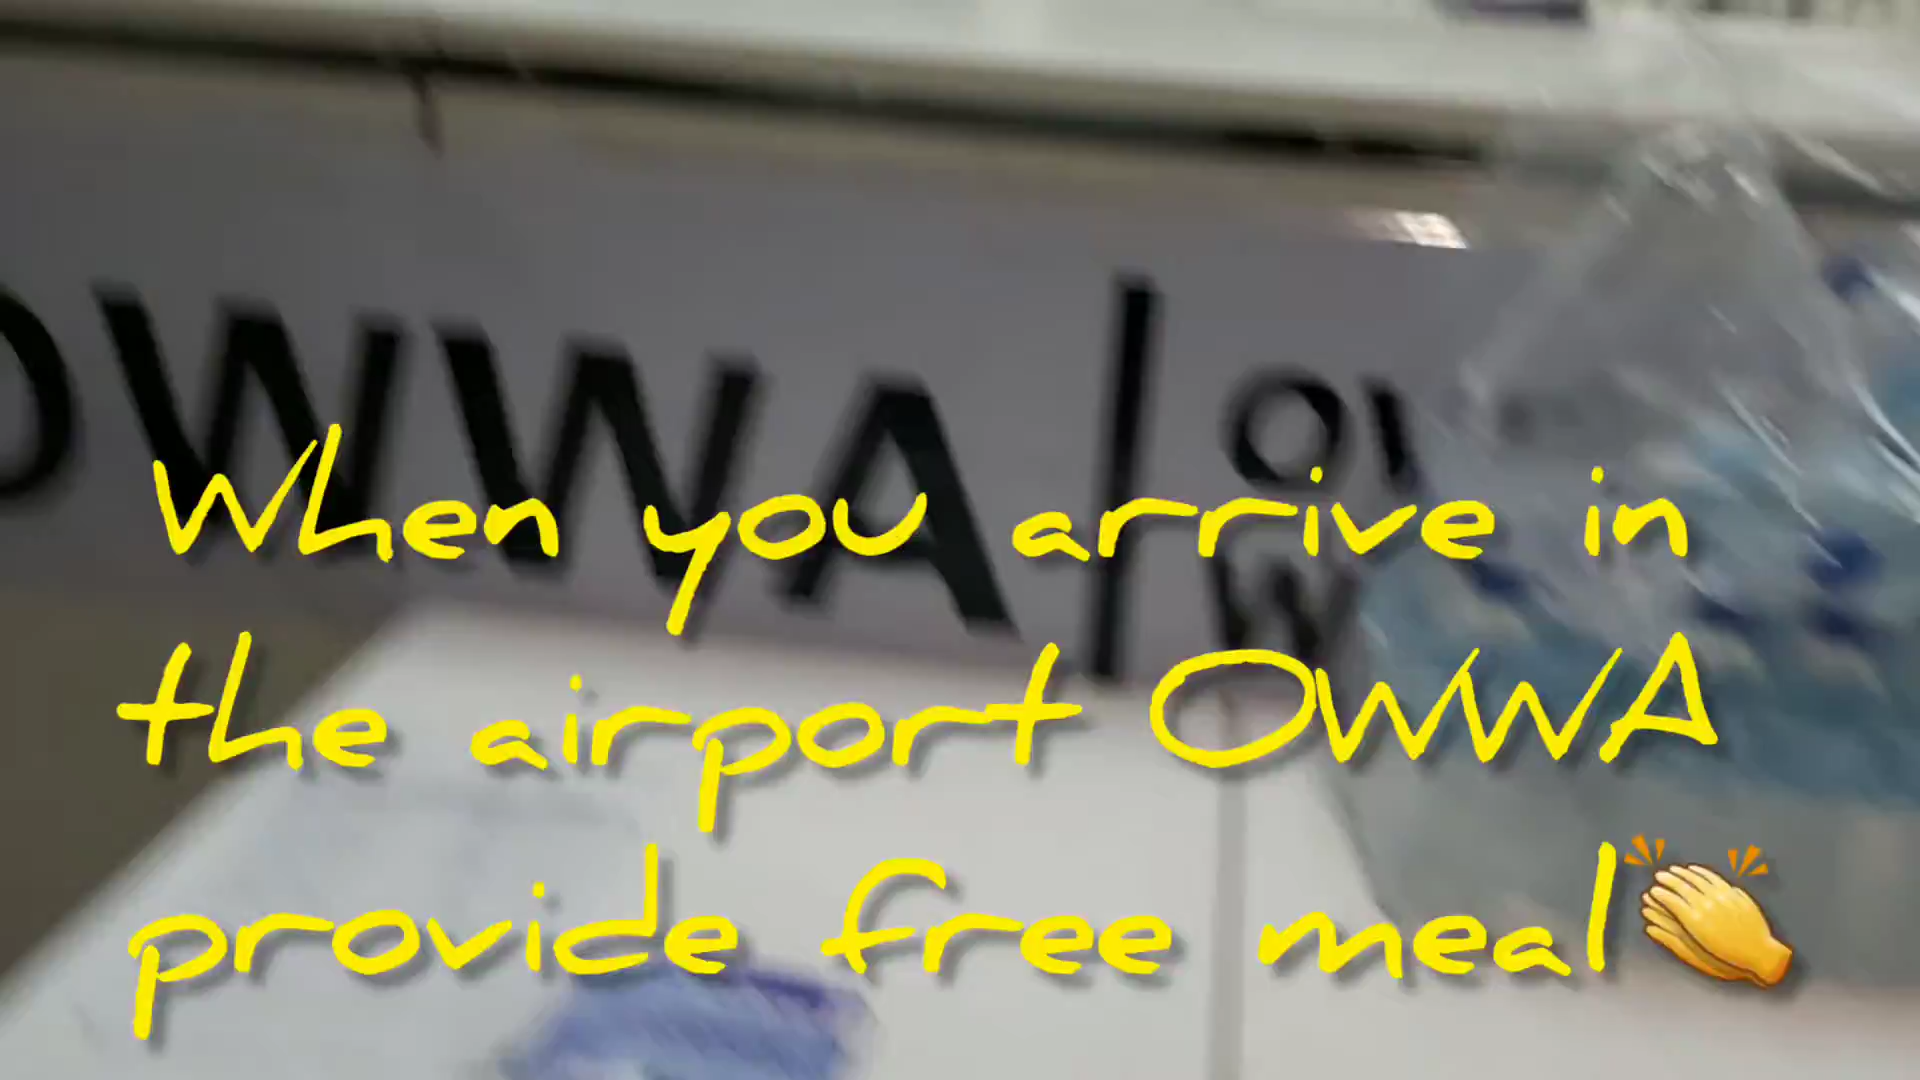 OWWA
When you arrive in
the airport OWWA
provide free meal👏